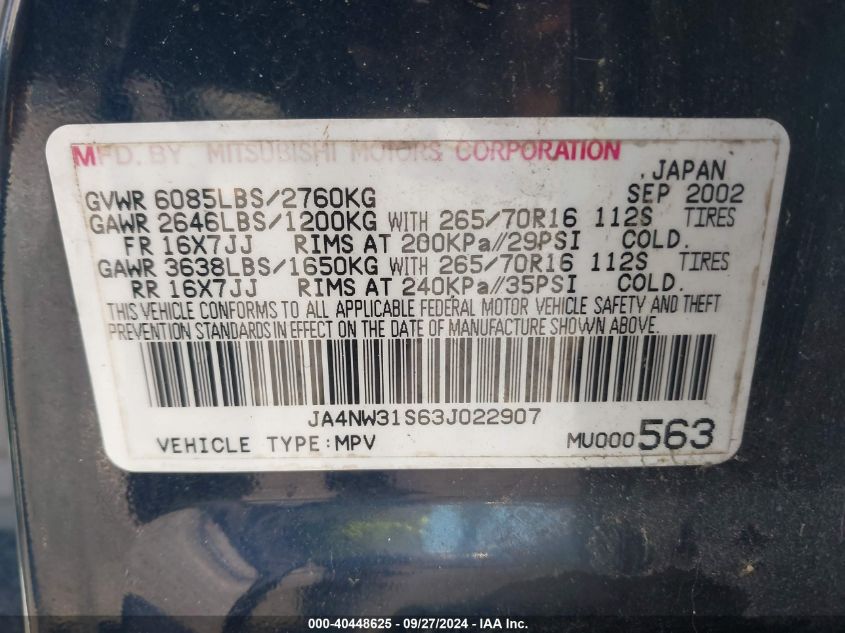 MFD. BY MITSUBISHI MOTORS CORPORATION
.JAPAN
GVWR 6085LBS/2760KG SEP 2002
GAWR 2646LBS/1200KG WITH 265/70R16 112S TIRES
FR 16X7JJ RIMS AT 200KPa//29PSI COLD.
GAWR 3638LBS/1650KG WITH 265/70R16 112S TIRES
RR 16X7JJ RIMS AT 240KPa//35PSI COLD.
THIS VEHICLE CONFORMS TO ALL APPLICABLE FEDERAL MOTOR VEHICLE SAFETY AND THEFT
PREVENTION STANDARDS IN EFFECT ON THE DATE OF MANUFACTURE SHOWN ABOVE.
JA4NW31S63J022907
VEHICLE TYPE:MPV MU000563
000-40448625 - 09/27/2024 - IAA Inc.